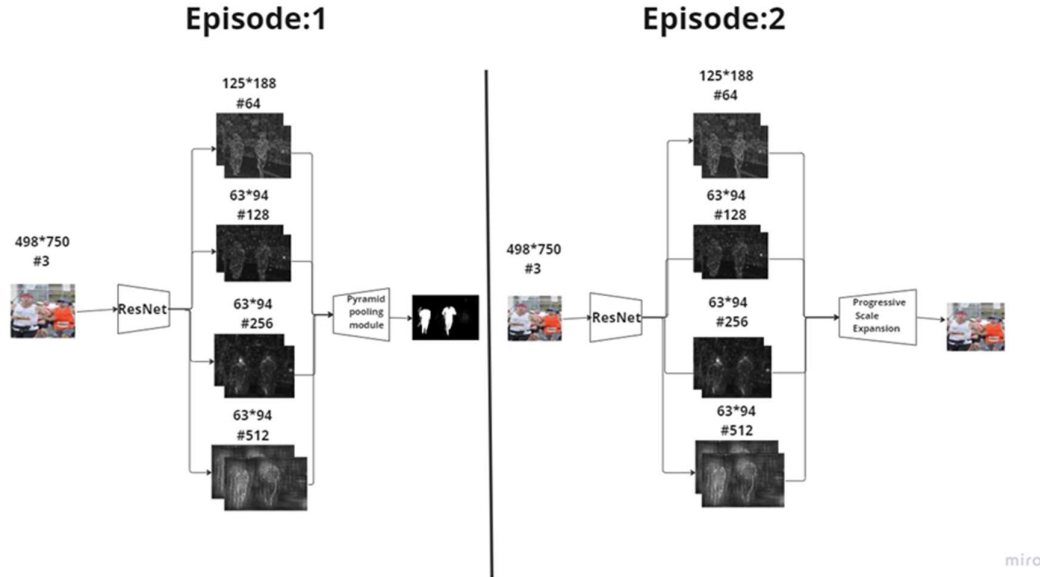 Episode:1
125*188
#64
63*94
#128
498*750
#3
ResNet
63*94
#256
Pyramid
pooling
module
63*94
#512
Episode:2
125*188
#64
63*94
#128
498*750
#3
ResNet
63*94
#256
Progressive
Scale
Expansion
63*94
#512
miro